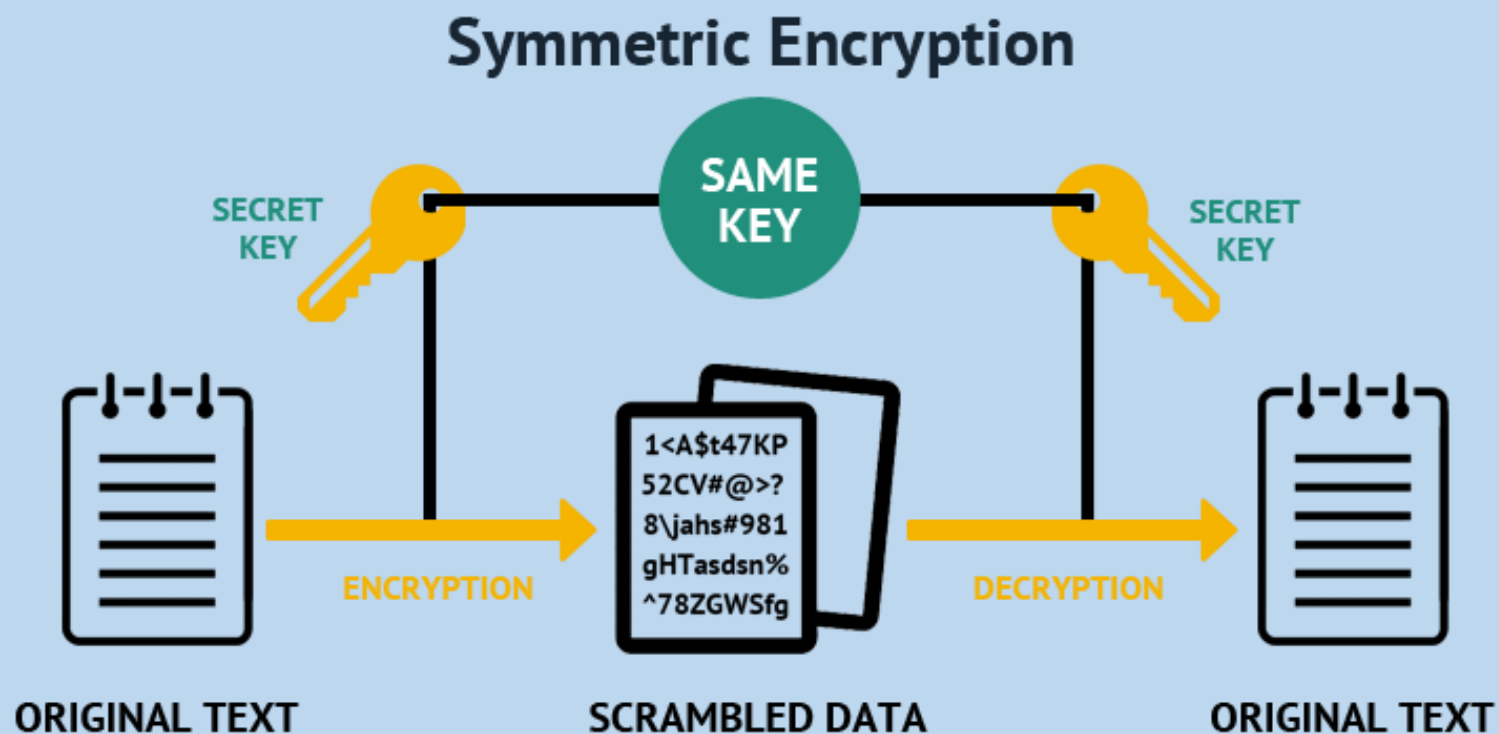 Symmetric Encryption
SAME
KEY
SECRET
KEY
SECRET
KEY
1<A$t47KP
52CV#@>?
8\jahs#981
gHTasdsn%
^78ZGWSfg
ENCRYPTION
DECRYPTION
ORIGINAL TEXT
SCRAMBLED DATA
ORIGINAL TEXT